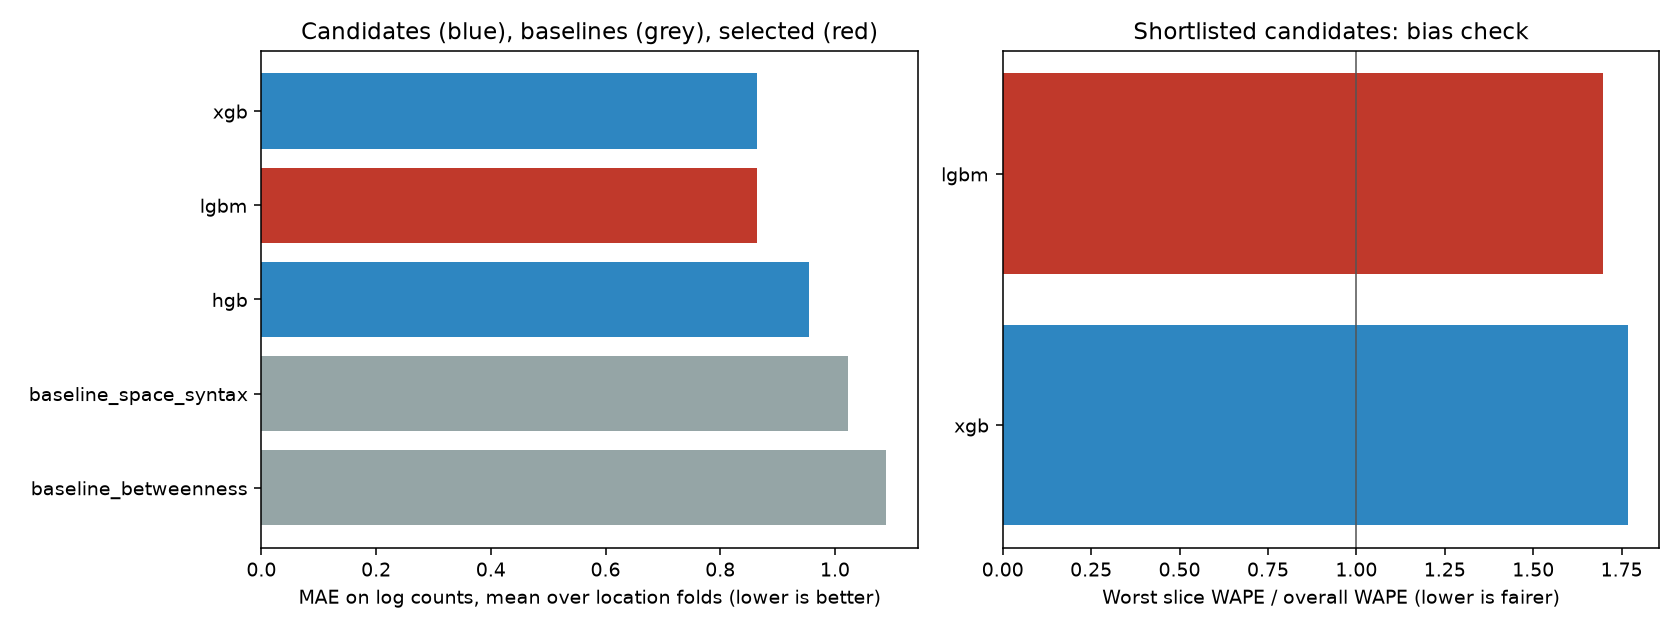 Candidates (blue), baselines (grey), selected (red)
xgb
lgbm
hgb
baseline_space_syntax
baseline_betweenness
0.0 0.2 0.4 0.6 0.8 1.0
MAE on log counts, mean over location folds (lower is better)
Shortlisted candidates: bias check
lgbm
xgb
0.00 0.25 0.50 0.75 1.00 1.25 1.50 1.75
Worst slice WAPE / overall WAPE (lower is fairer)